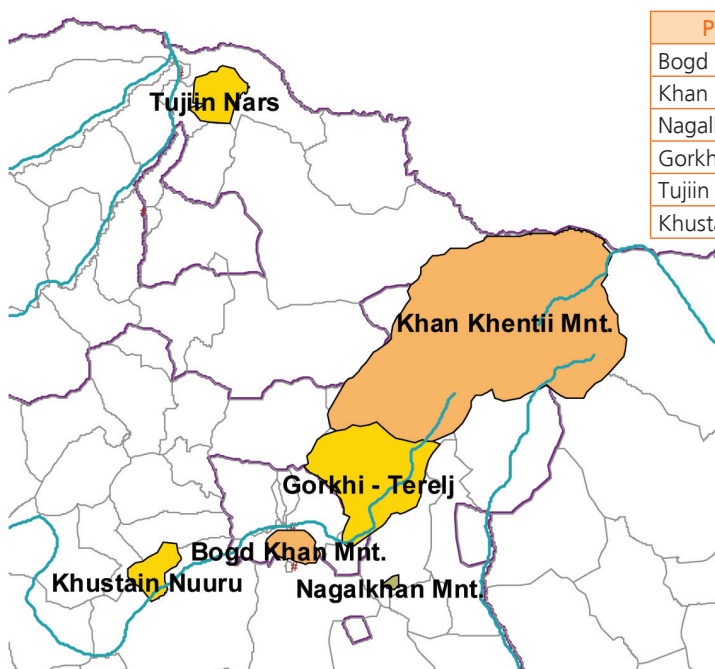 Tujiin Nars
Khan Khentii Mnt.
Gorkhi - Terelj
Bogd Khan Mnt.
Khustain Nuuru
Nagalkhan Mnt.
P
Bogd
Khan
Nagal
Gorkh
Tujiin
Khusta